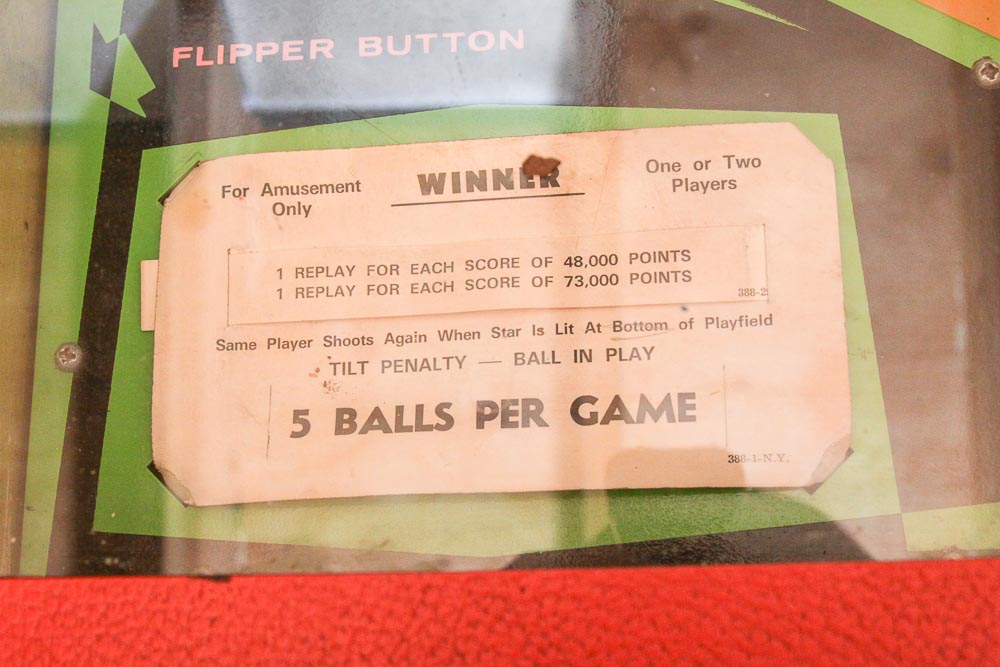 FLIPPER BUTTON
For Amusement
Only
WINNER
One or Two
Players
1 REPLAY FOR EACH SCORE OF 48,000 POINTS
1 REPLAY FOR EACH SCORE OF 73,000 POINTS
Same Player Shoots Again When Star Is Lit At Bottom of Playfield
TILT PENALTY — BALL IN PLAY
5 BALLS PER GAME
388-1-N.Y.